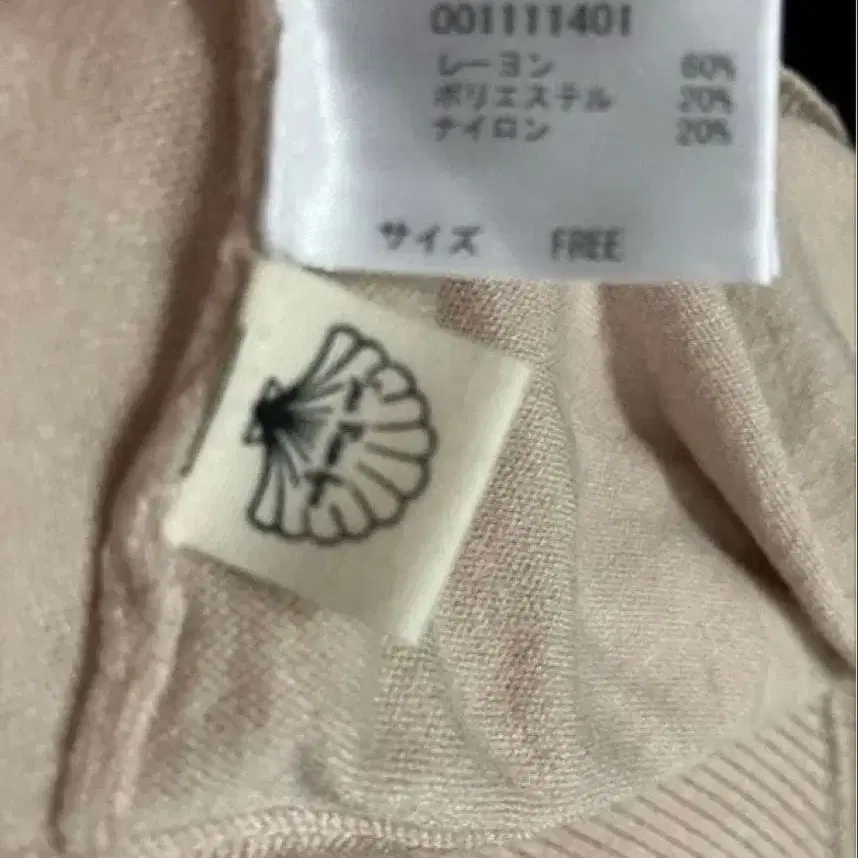 001111401
レーヨン 60%
ポリエステル 20%
ナイロン 20%
サイズ FREE